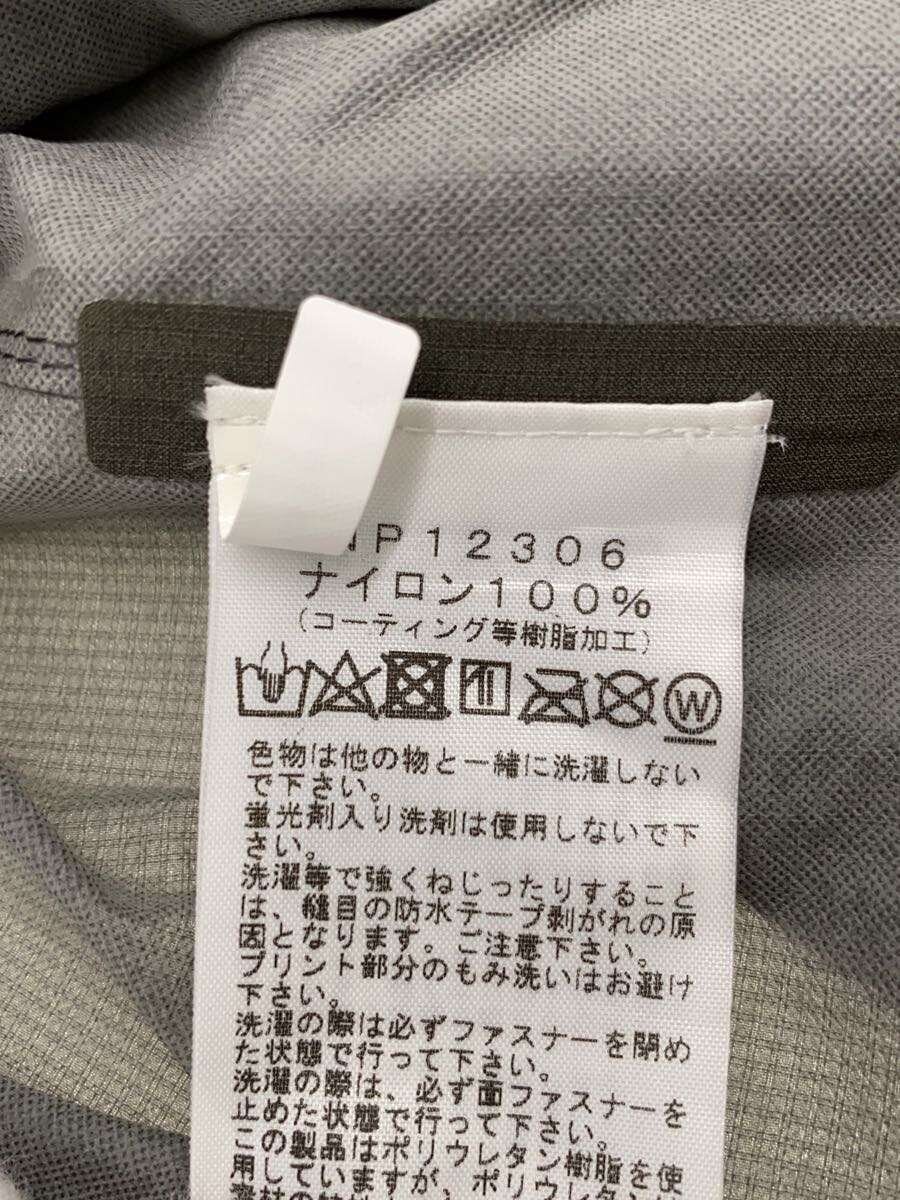 NP12306
ナイロン100%
(コーティング等樹脂加工)
W
色物は他の物と一緒に洗濯しない
で下さい。
蛍光剤入り洗剤は使用しないで下
さい。
洗濯等で強くねじったりすること
は、縫目の防水テープ剥がれの原
因となります。ご注意下さい。
プリント部分のもみ洗いはお避け
下さい。
洗濯の際は必ずファスナーを閉め
た状態で行って下さい。
洗濯の際は、必ず面ファスナーを
止めた状態で行って下さい。
この製品はポリウレタン樹脂を使
用していますが、ポリウレタン